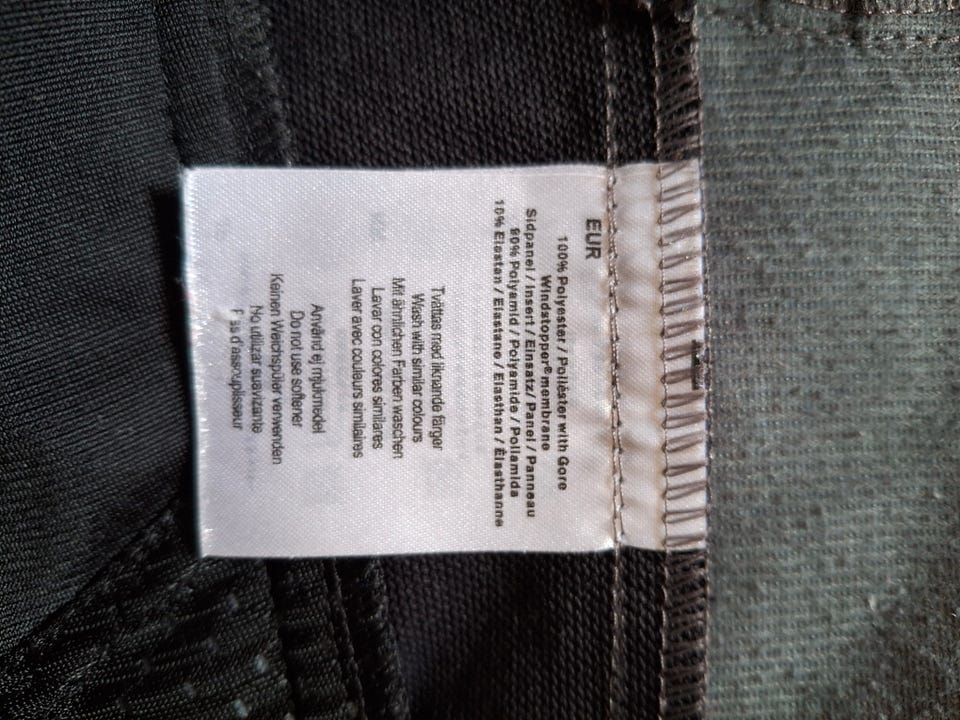 EUR
100% Polyester / Poliéster with Gore
Windstopper® membrane
Sidpanel / Insert / Einsatz / Panel / Panneau
90% Polyamid / Polyamide / Poliamida
10% Elastan / Elastane / Elasthan / Élasthanne
Tvättas med liknande färger
Wash with similar colours
Mit ähnlichen Farben waschen
Lavar con colores similares
Laver avec couleurs similaires
Använd ej mjukmedel
Do not use softener
Keinen Weichspüler verwenden
No utilizar suavizante
d'assouplisseur